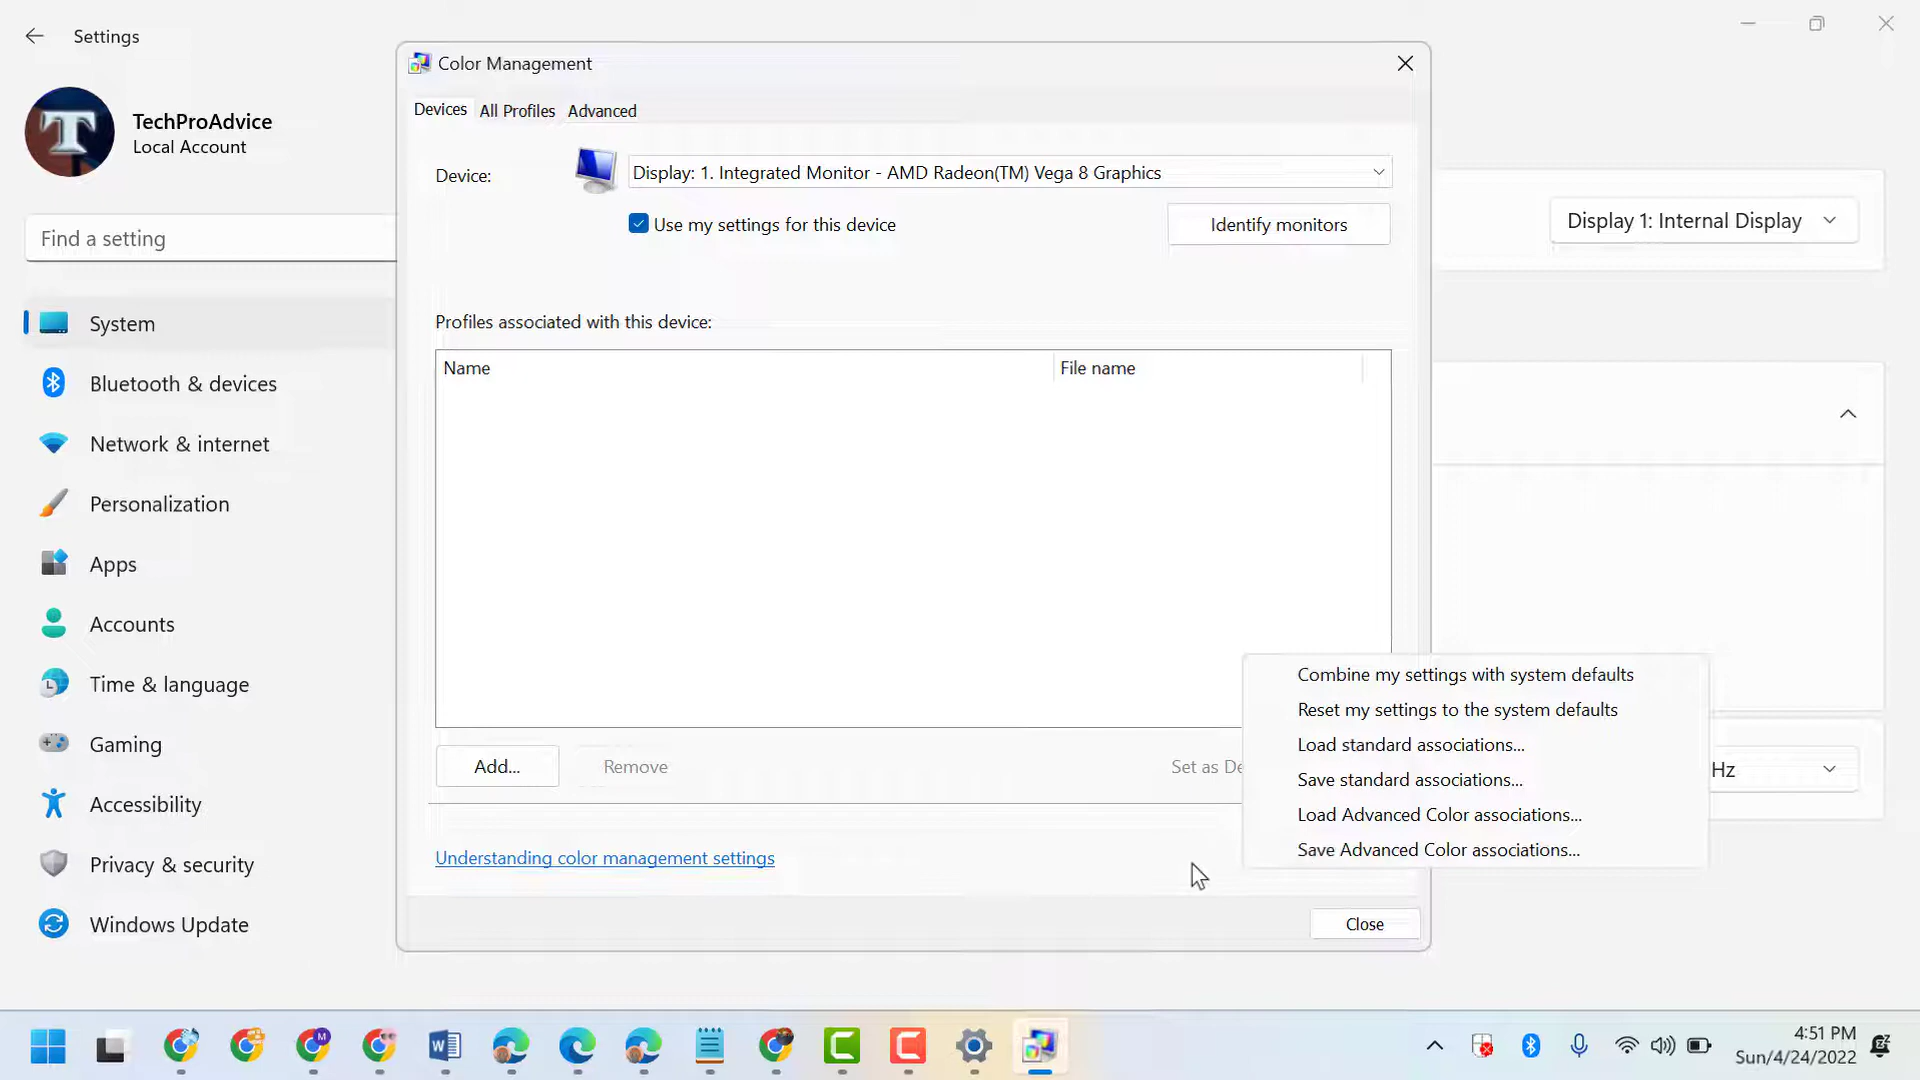 Settings
TechProAdvice
Local Account
Find a setting
System
Bluetooth & devices
Network & internet
Personalization
Apps
Accounts
Time & language
Gaming
Accessibility
Privacy & security
Windows Update
Color Management
Devices
All Profiles
Advanced
Device:
Display: 1. Integrated Monitor - AMD Radeon(TM) Vega 8 Graphics
Use my settings for this device
Identify monitors
Profiles associated with this device:
Name
File name
Add...
Remove
Set as De
Understanding color management settings
Close
Combine my settings with system defaults
Reset my settings to the system defaults
Load standard associations...
Save standard associations...
Load Advanced Color associations...
Save Advanced Color associations...
Display 1: Internal Display
Hz
4:51 PM
Sun/4/24/2022